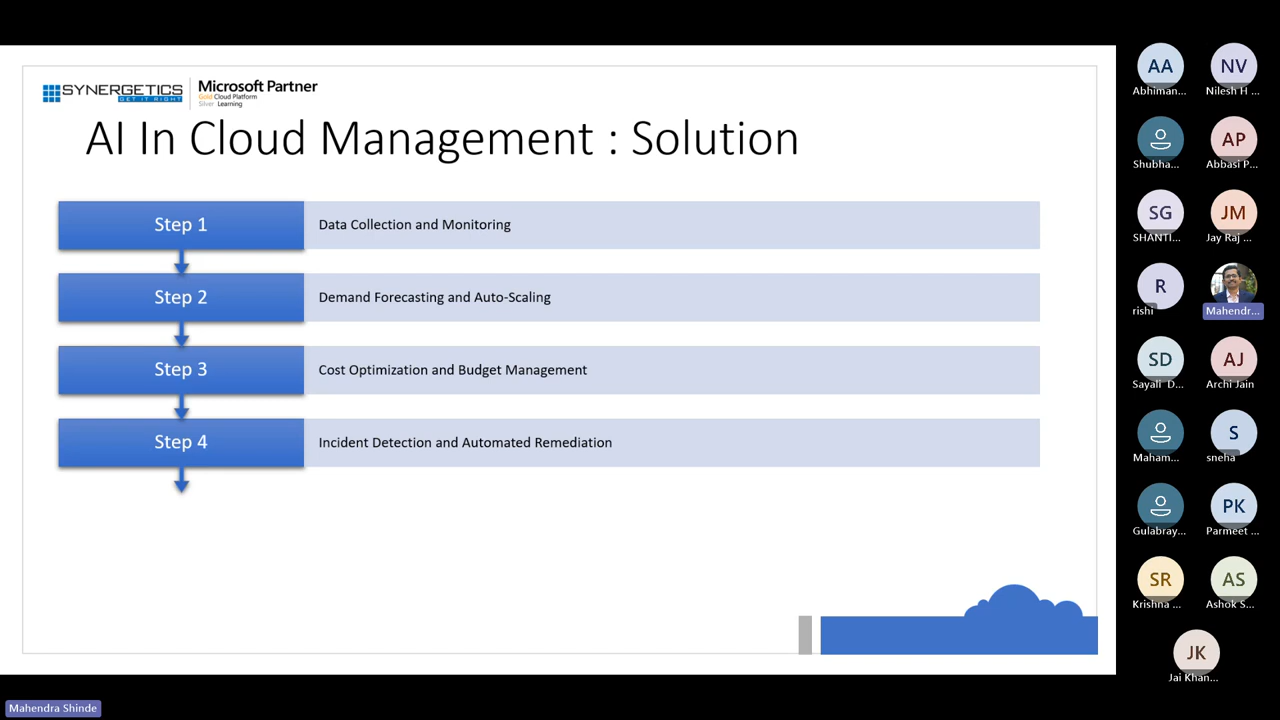 SYNERGETICS
GET IT RIGHT
Microsoft Partner
Gold Cloud Platform
Silver Learning
AI In Cloud Management : Solution
Step 1
Data Collection and Monitoring
Step 2
Demand Forecasting and Auto-Scaling
Step 3
Cost Optimization and Budget Management
Step 4
Incident Detection and Automated Remediation
AA
NV
Abhiman...
Nilesh H ...
AP
Shubha...
Abbasi P...
SG
JM
SHANTI...
Jay Raj ...
R
rishi
Mahendr...
SD
AJ
Sayali D...
Archi Jain
S
Maham...
sneha
PK
Gulabray...
Parmeet ...
SR
AS
Krishna ...
Ashok S...
JK
Jai Khan...
Mahendra Shinde